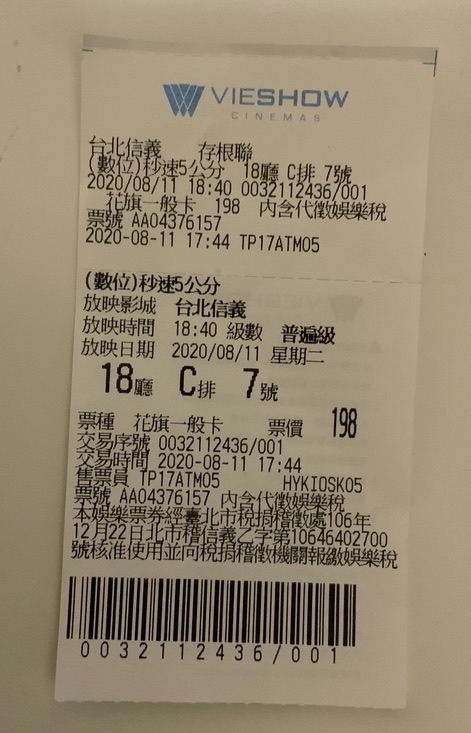 VIESHOW
CINEMAS
台北信義 存根聯
(數位)秒速5公分 18廳 C排 7號
2020/08/11 18:40 0032112436/001
花旗一般卡 198 內含代徵娛樂稅
票號 AA04376157
2020-08-11 17:44 TP17ATM05
(數位)秒速5公分
放映影城 台北信義
放映時間 18:40 級數 普遍級
放映日期 2020/08/11 星期二
18廳 C排 7號
票種 花旗一般卡 票價 198
交易序號 0032112436/001
交易時間 2020-08-11 17:44
售票員 TP17ATM05 HYKIOSK05
票號 AA04376157 內含代徵娛樂稅
本娛樂票券經臺北市稅捐稽徵處106年
12月22日北市稽信義乙字第10646402700
號核准使用並向稅捐稽徵機關報繳娛樂稅
0032112436/001